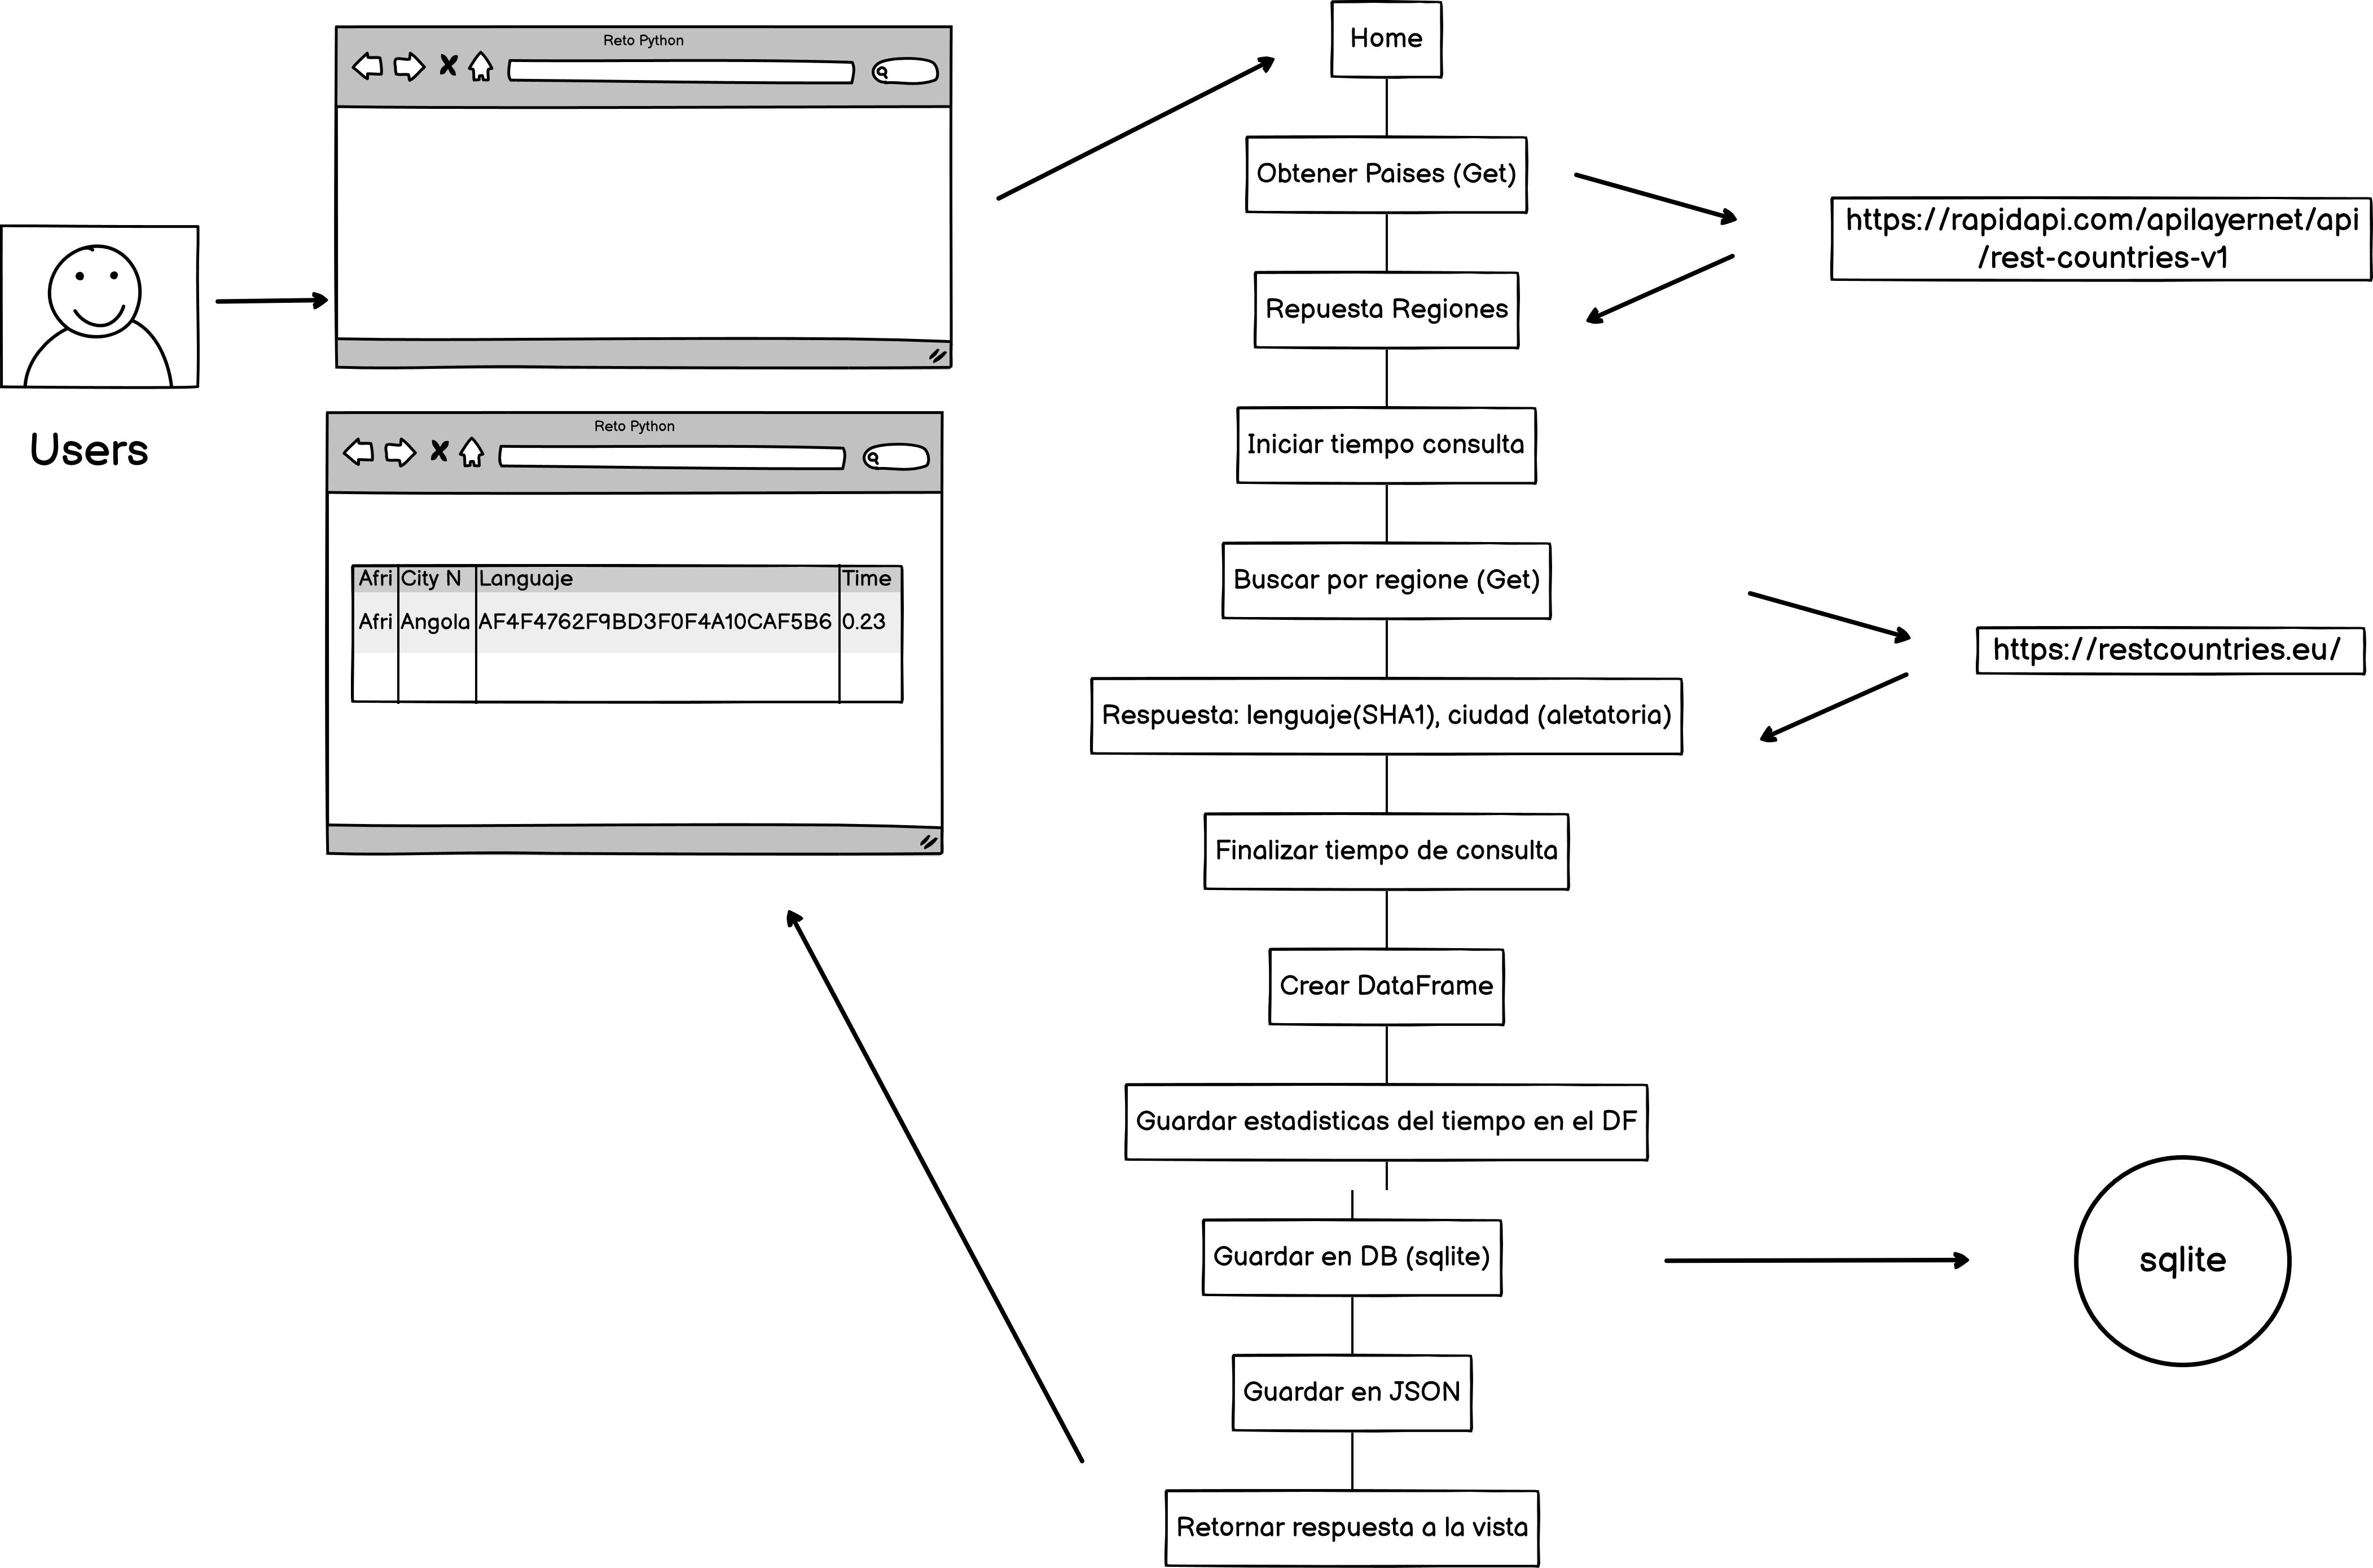 Reto Python
Users
Reto Python
Afri City N Languaje Time
Afri Angola AF4F4762F9BD3F0F4A10CAF5B6 0.23
Home
Obtener Paises (Get)
https://rapidapi.com/apilayernet/api
/rest-countries-v1
Repuesta Regiones
Iniciar tiempo consulta
Buscar por regione (Get)
https://restcountries.eu/
Respuesta: lenguaje(SHA1), ciudad (aletatoria)
Finalizar tiempo de consulta
Crear DataFrame
Guardar estadisticas del tiempo en el DF
Guardar en DB (sqlite)
sqlite
Guardar en JSON
Retornar respuesta a la vista